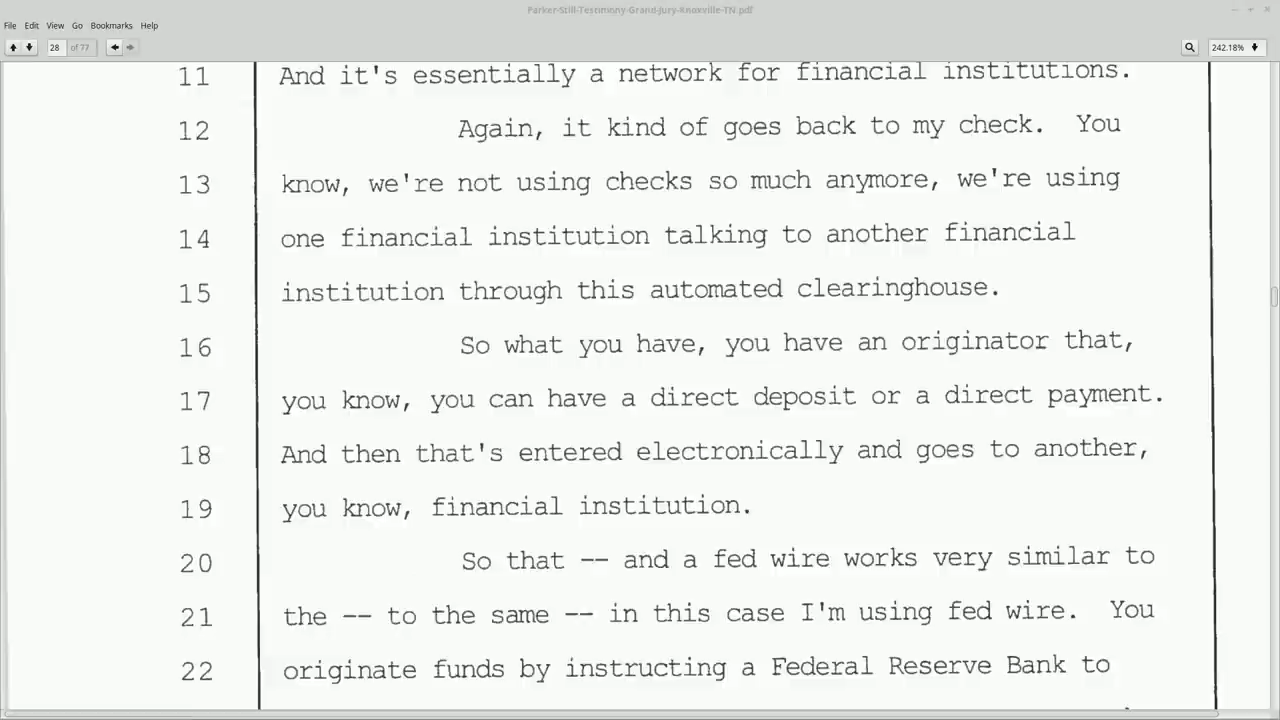 Parker-Still-Testimony-Grand-Jury-Knoxville-TN.pdf
File Edit View Go Bookmarks Help
28 of 77 242.18%
11 And it's essentially a network for financial institutions.
12 Again, it kind of goes back to my check. You
13 know, we're not using checks so much anymore, we're using
14 one financial institution talking to another financial
15 institution through this automated clearinghouse.
16 So what you have, you have an originator that,
17 you know, you can have a direct deposit or a direct payment.
18 And then that's entered electronically and goes to another,
19 you know, financial institution.
20 So that -- and a fed wire works very similar to
21 the -- to the same -- in this case I'm using fed wire. You
22 originate funds by instructing a Federal Reserve Bank to